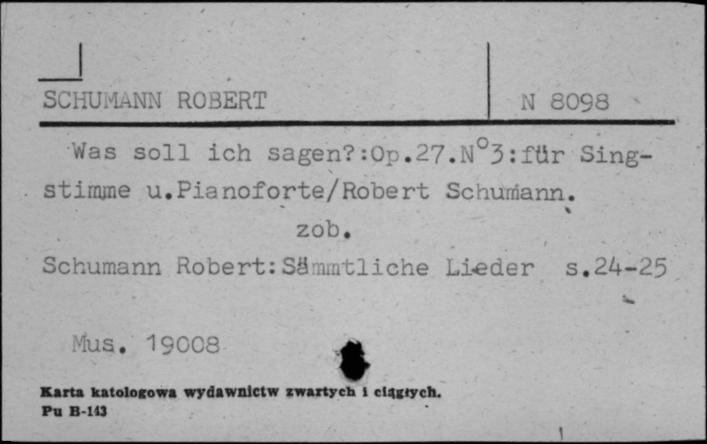 SCHUMANN ROBERT N 8098
Was soll ich sagen?:Op.27.N°3:für Sing-
stimme u.Pianoforte/Robert Schumann.
zob.
Schumann Robert:Sämmtliche Lieder s.24-25
Mus. 19008
Karta katologowa wydawnictw zwartych i ciągłych.
Pu B-143